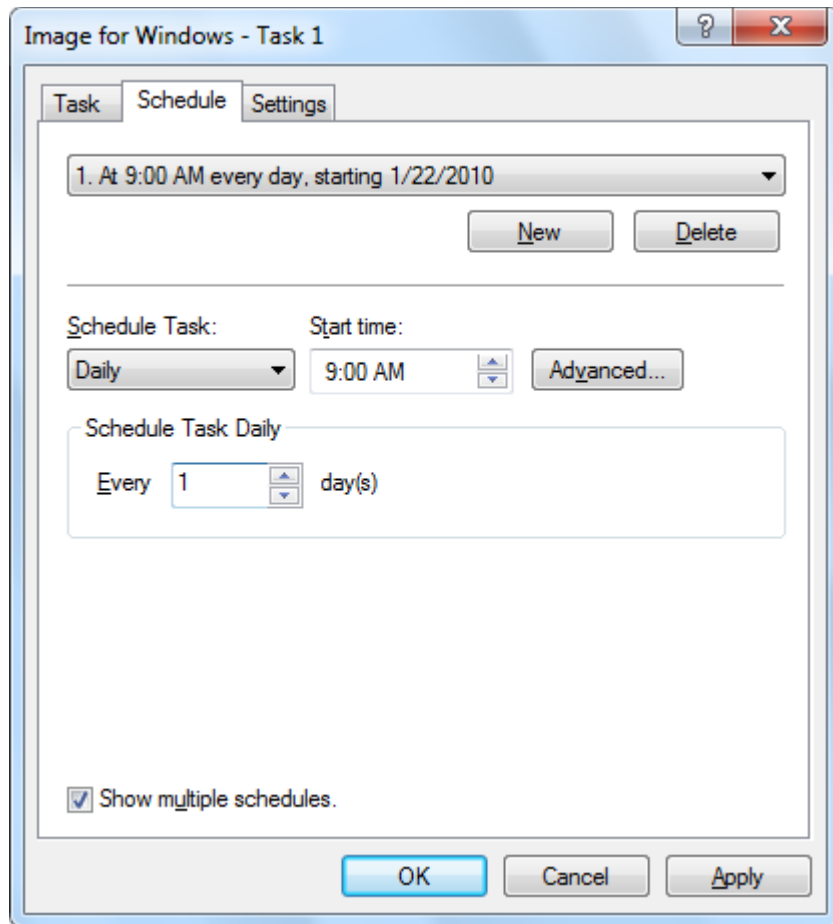 Image for Windows - Task 1
Task Schedule Settings
1. At 9:00 AM every day, starting 1/22/2010
New Delete
Schedule Task: Start time:
Daily 9:00 AM Advanced...
Schedule Task Daily
Every 1 day(s)
Show multiple schedules.
OK Cancel Apply